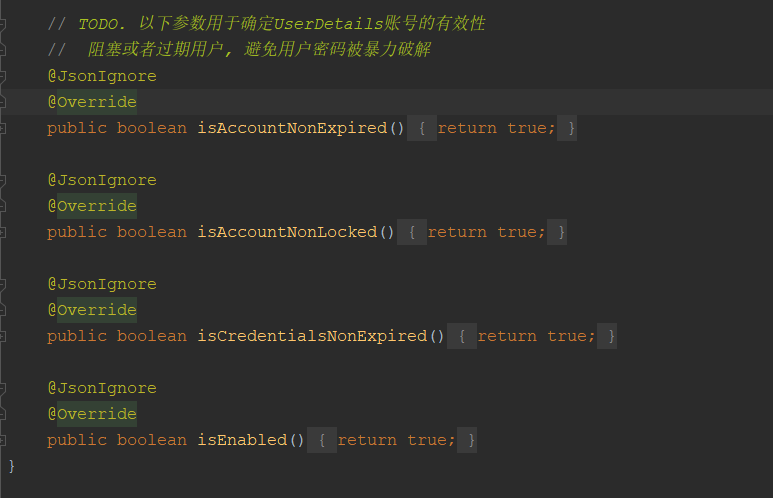 // TODO. 以下参数用于确定UserDetails账号的有效性
// 阻塞或者过期用户, 避免用户密码被暴力破解
@JsonIgnore
@Override
public boolean isAccountNonExpired() { return true; }
@JsonIgnore
@Override
public boolean isAccountNonLocked() { return true; }
@JsonIgnore
@Override
public boolean isCredentialsNonExpired() { return true; }
@JsonIgnore
@Override
public boolean isEnabled() { return true; }
}